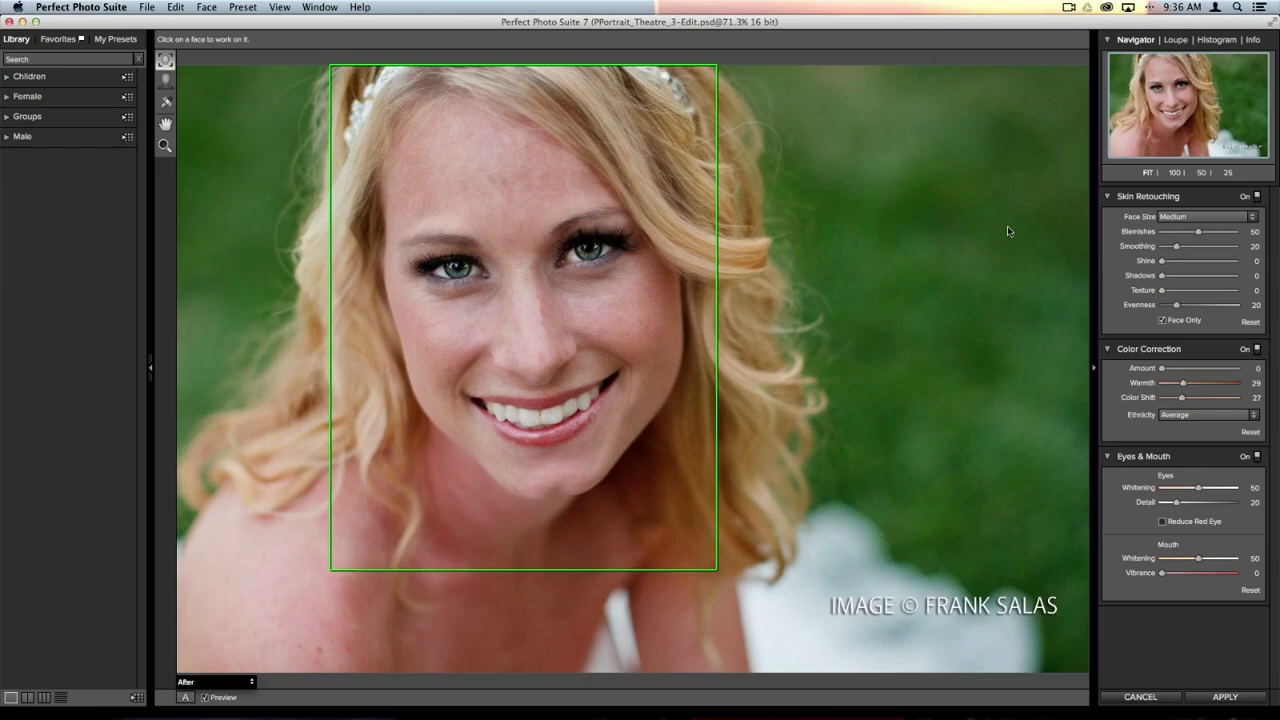 Perfect Photo Suite File Edit Face Preset View Window Help 9:36 AM
Perfect Photo Suite 7 (PPortrait_Theatre_3-Edit.psd@71.3% 16 bit)
Library Favorites My Presets
Click on a face to work on it.
Navigator | Loupe | Histogram | Info
Search
Children
Female
Groups
Male
FIT | 100 | 50 | 25
Skin Retouching On
Face Size Medium
Blemishes 50
Smoothing 20
Shine 0
Shadows 0
Texture 0
Evenness 20
Face Only Reset
Color Correction On
Amount 0
Warmth 29
Color Shift 27
Ethnicity Average
Reset
Eyes & Mouth On
Eyes
Whitening 50
Detail 20
Reduce Red Eye
Mouth
Whitening 50
Vibrance 0
Reset
IMAGE © FRANK SALAS
After
A Preview
CANCEL APPLY